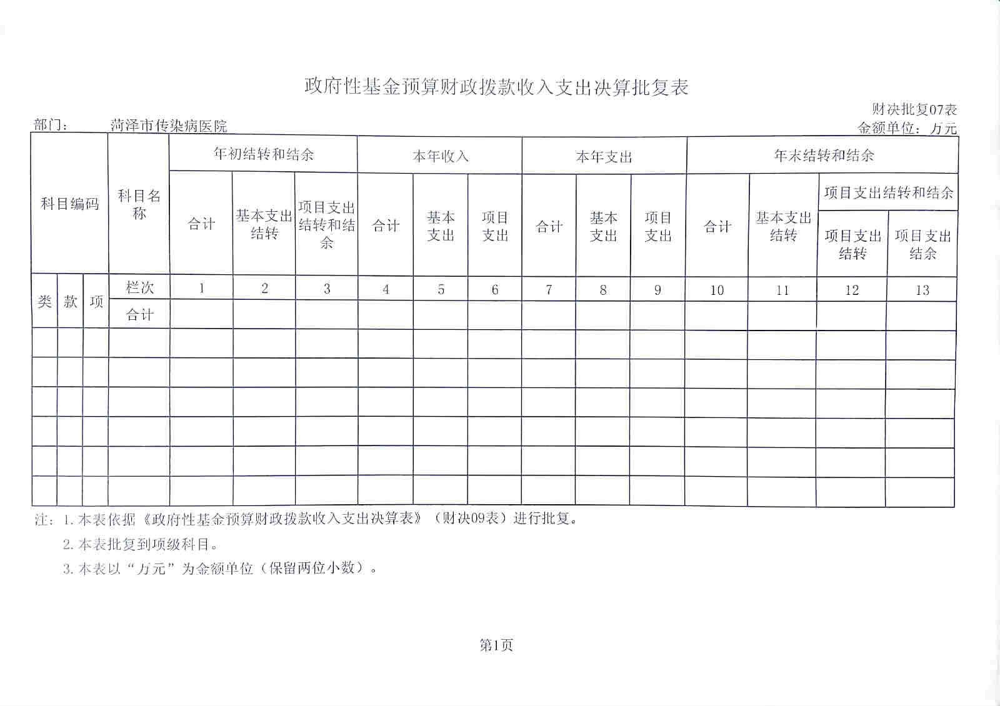 政府性基金预算财政拨款收入支出决算批复表
财决批复07表
部门： 菏泽市传染病医院 金额单位：万元
科目编码 科目名称 年初结转和结余 本年收入 本年支出 年末结转和结余
合计 基本支出结转 项目支出结转和结余 合计 基本支出 项目支出 合计 基本支出 项目支出 合计 基本支出结转 项目支出结转和结余
项目支出结转 项目支出结余
类 款 项 栏次 1 2 3 4 5 6 7 8 9 10 11 12 13
合计
注：1.本表依据《政府性基金预算财政拨款收入支出决算表》（财决09表）进行批复。
2.本表批复到项级科目。
3.本表以“万元”为金额单位（保留两位小数）。
第1页